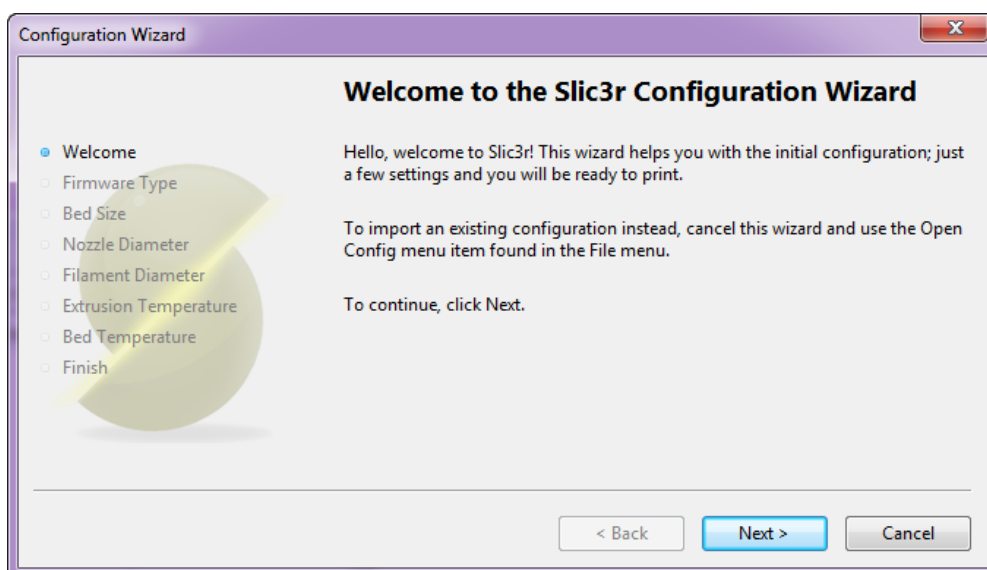 Configuration Wizard
Welcome to the Slic3r Configuration Wizard
Welcome
Firmware Type
Bed Size
Nozzle Diameter
Filament Diameter
Extrusion Temperature
Bed Temperature
Finish
Hello, welcome to Slic3r! This wizard helps you with the initial configuration; just
a few settings and you will be ready to print.
To import an existing configuration instead, cancel this wizard and use the Open
Config menu item found in the File menu.
To continue, click Next.
< Back
Next >
Cancel